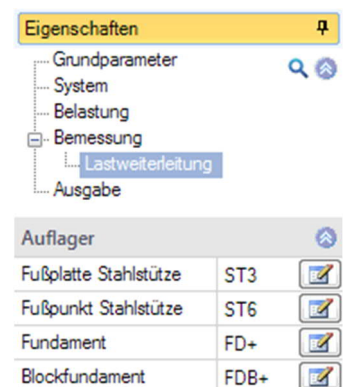 Eigenschaften
Grundparameter
System
Belastung
Bemessung
Lastweiterleitung
Ausgabe
Auflager
Fußplatte Stahlstütze ST3
Fußpunkt Stahlstütze ST6
Fundament FD+
Blockfundament FDB+